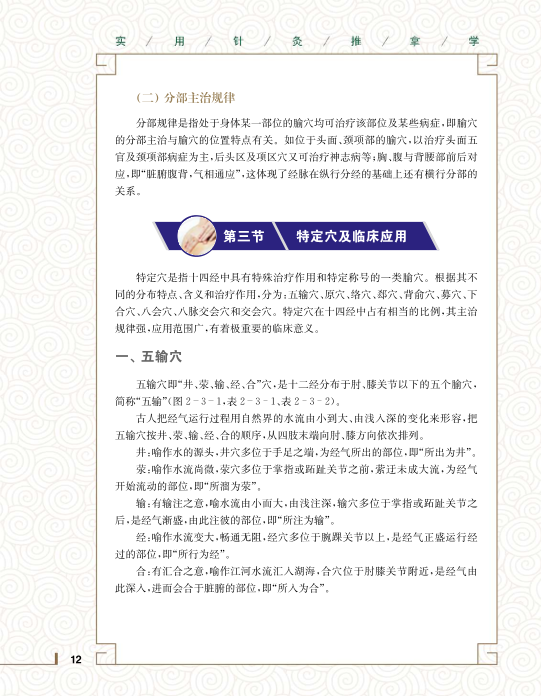 实 / 用 / 针 / 灸 / 推 / 拿 / 学
(二) 分部主治规律
分部规律是指处于身体某一部位的腧穴均可治疗该部位及某些病症,即腧穴
的分部主治与腧穴的位置特点有关。如位于头面、颈项部的腧穴,以治疗头面五
官及颈项部病症为主,后头区及项区穴又可治疗神志病等;胸、腹与背腰部前后对
应,即“脏腑腹背,气相通应”,这体现了经脉在纵行分经的基础上还有横行分部的
关系。
第三节 特定穴及临床应用
特定穴是指十四经中具有特殊治疗作用和特定称号的一类腧穴。根据其不
同的分布特点、含义和治疗作用,分为:五输穴、原穴、络穴、郄穴、背俞穴、募穴、下
合穴、八会穴、八脉交会穴和交会穴。特定穴在十四经中占有相当的比例,其主治
规律强,应用范围广,有着极重要的临床意义。
一、五输穴
五输穴即“井、荥、输、经、合”穴,是十二经分布于肘、膝关节以下的五个腧穴,
简称“五输”(图2-3-1,表2-3-1、表2-3-2)。
古人把经气运行过程用自然界的水流由小到大、由浅入深的变化来形容,把
五输穴按井、荥、输、经、合的顺序,从四肢末端向肘、膝方向依次排列。
井:喻作水的源头,井穴多位于手足之端,为经气所出的部位,即“所出为井”。
荥:喻作水流尚微,荥穴多位于掌指或跖趾关节之前,萦迂未成大流,为经气
开始流动的部位,即“所溜为荥”。
输:有输注之意,喻水流由小而大,由浅注深,输穴多位于掌指或跖趾关节之
后,是经气渐盛,由此注彼的部位,即“所注为输”。
经:喻作水流变大,畅通无阻,经穴多位于腕踝关节以上,是经气正盛运行经
过的部位,即“所行为经”。
合:有汇合之意,喻作江河水流汇入湖海,合穴位于肘膝关节附近,是经气由
此深入,进而会合于脏腑的部位,即“所入为合”。
12